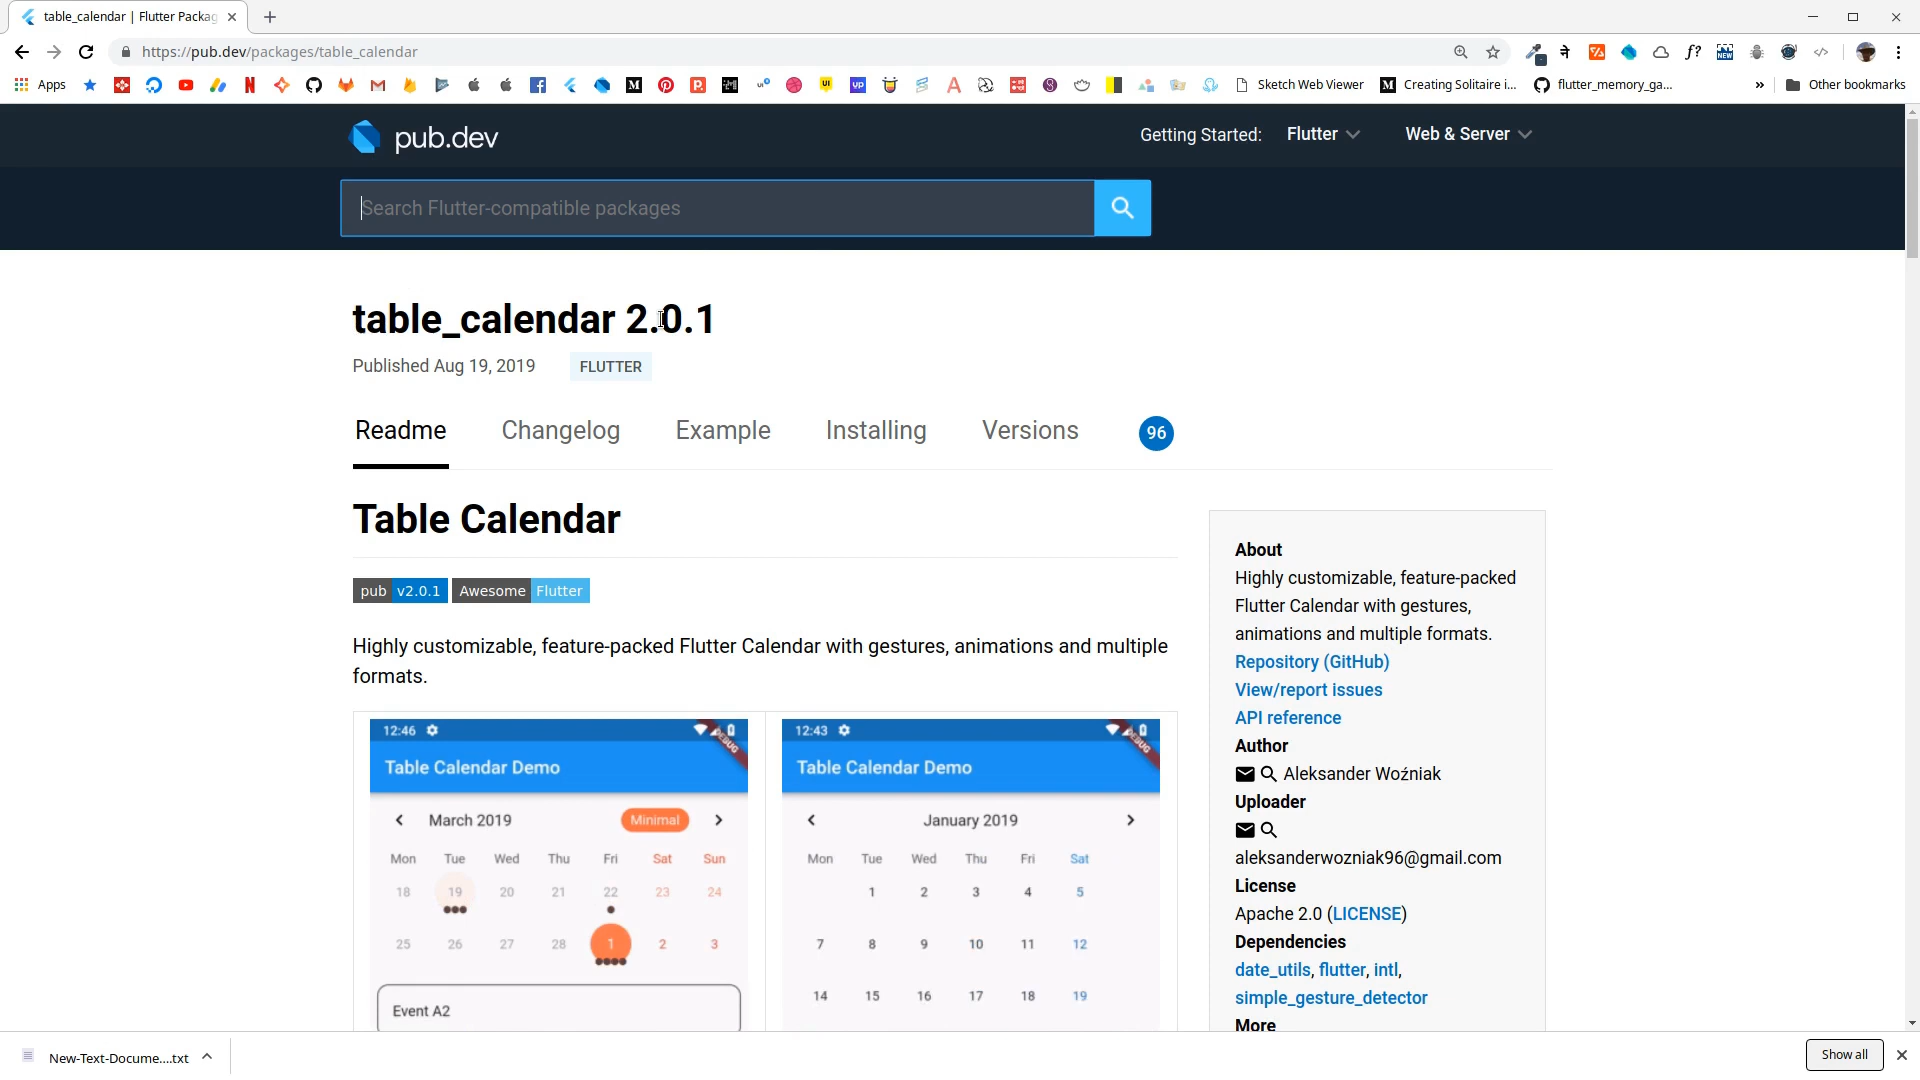 table_calendar | Flutter Packag
https://pub.dev/packages/table_calendar
Apps
Sketch Web Viewer
Creating Solitaire i...
flutter_memory_ga...
Other bookmarks
pub.dev
Getting Started:
Flutter
Web & Server
Search Flutter-compatible packages
table_calendar 2.0.1
Published Aug 19, 2019
FLUTTER
Readme
Changelog
Example
Installing
Versions
96
Table Calendar
pub v2.0.1
Awesome Flutter
Highly customizable, feature-packed Flutter Calendar with gestures, animations and multiple
formats.
12:46
DEBUG
Table Calendar Demo
March 2019
Minimal
Mon Tue Wed Thu Fri Sat Sun
18 19 20 21 22 23 24
25 26 27 28 1 2 3
Event A2
12:43
DEBUG
Table Calendar Demo
January 2019
Mon Tue Wed Thu Fri Sat
1 2 3 4 5
7 8 9 10 11 12
14 15 16 17 18 19
About
Highly customizable, feature-packed
Flutter Calendar with gestures,
animations and multiple formats.
Repository (GitHub)
View/report issues
API reference
Author
Aleksander Woźniak
Uploader
aleksanderwozniak96@gmail.com
License
Apache 2.0 (LICENSE)
Dependencies
date_utils, flutter, intl,
simple_gesture_detector
More
New-Text-Docume....txt
Show all